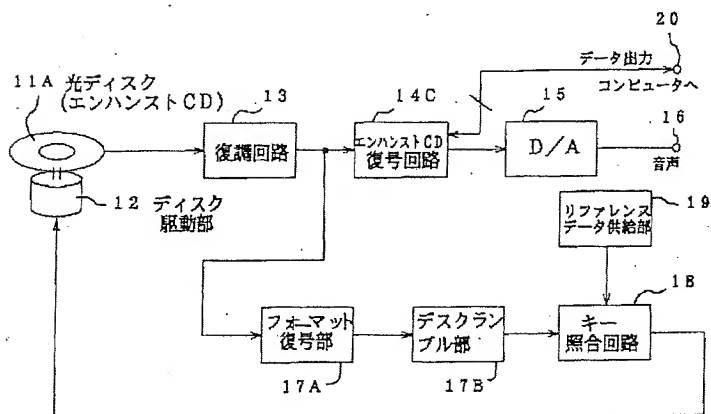 20
データ出力
コンピュータへ
11A 光ディスク
(エンハンストCD)
13
復調回路
14C
エンハンストCD
復号回路
15
D/A
16
音声
12 ディスク
駆動部
リファレンス
データ供給部
19
18
フォーマット
復号部
17A
デスクラン
ブル部
17B
キー
照合回路